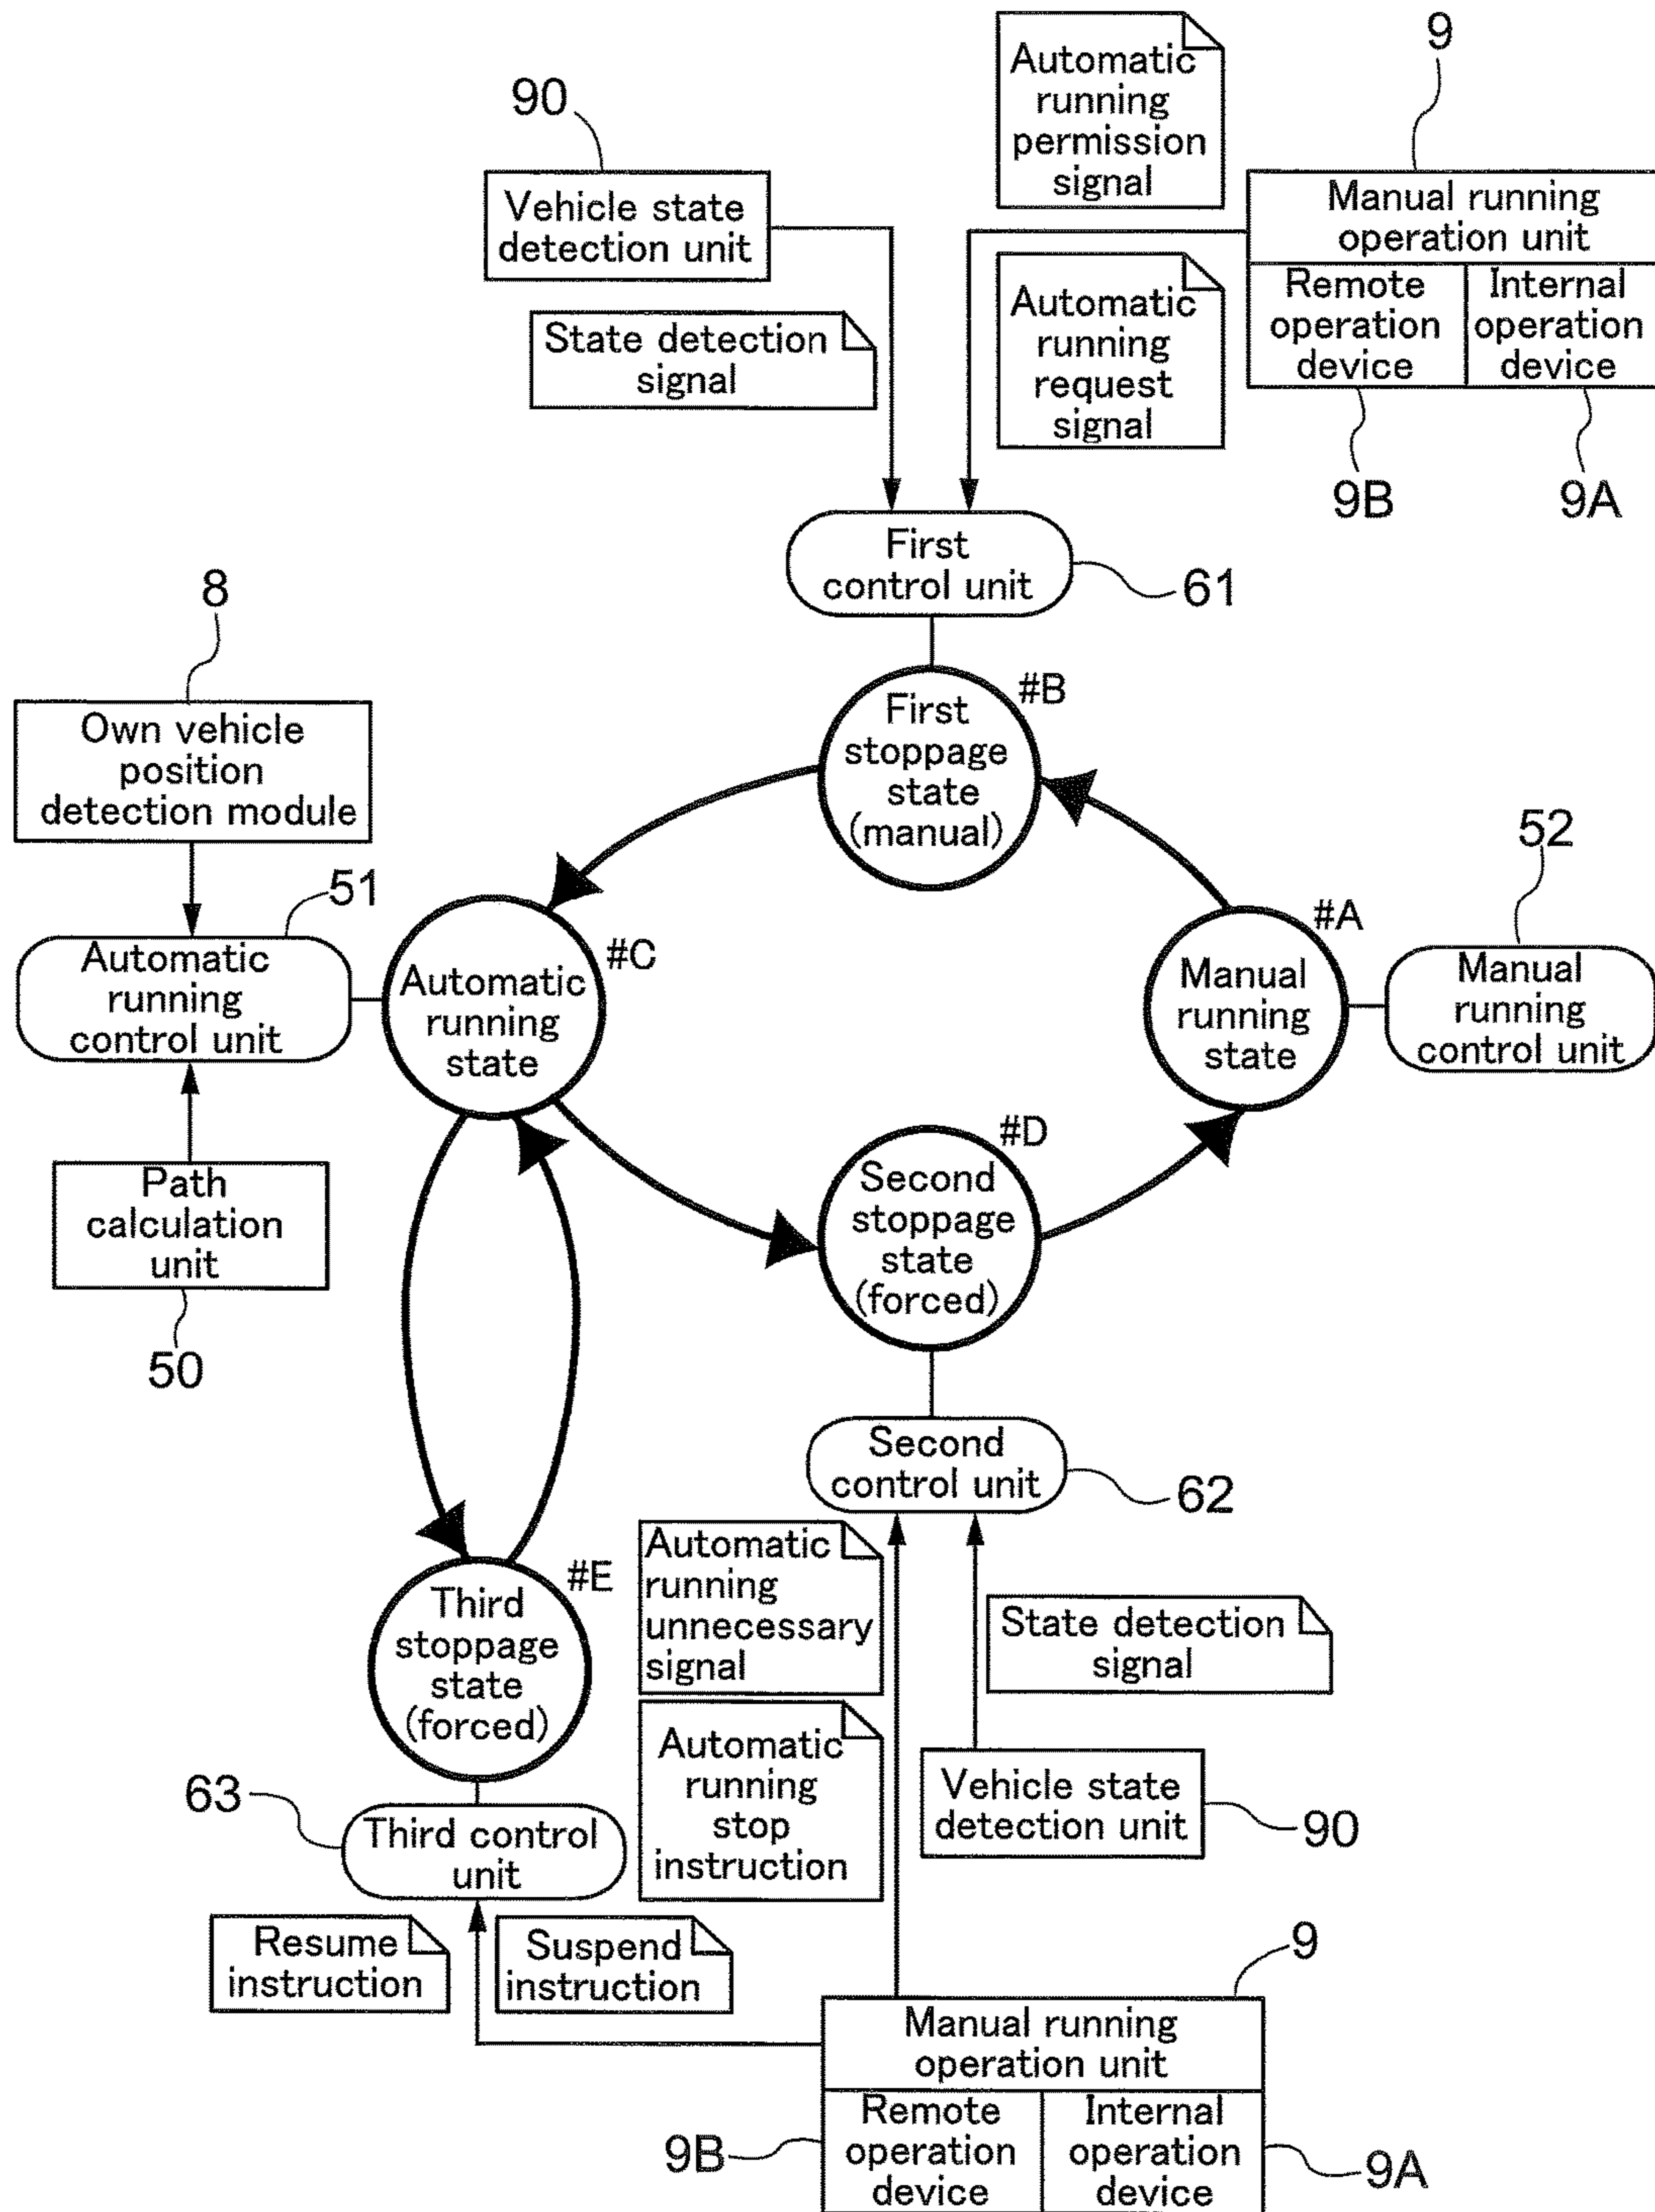 9
Automatic
running
permission
signal
90
Vehicle state
detection unit
Manual running
operation unit
Remote
operation
device
Internal
operation
device
State detection
signal
Automatic
running
request
signal
9B
9A
First
control unit
61
8
Own vehicle
position
detection module
#B
First
stoppage
state
(manual)
51
Automatic
running
control unit
#C
Automatic
running
state
#A
Manual
running
state
52
Manual
running
control unit
Path
calculation
unit
50
#D
Second
stoppage
state
(forced)
Second
control unit
62
#E
Third
stoppage
state
(forced)
Automatic
running
unnecessary
signal
State detection
signal
Automatic
running
stop
instruction
Vehicle state
detection unit
90
63
Third control
unit
Resume
instruction
Suspend
instruction
9
Manual running
operation unit
Remote
operation
device
Internal
operation
device
9B
9A